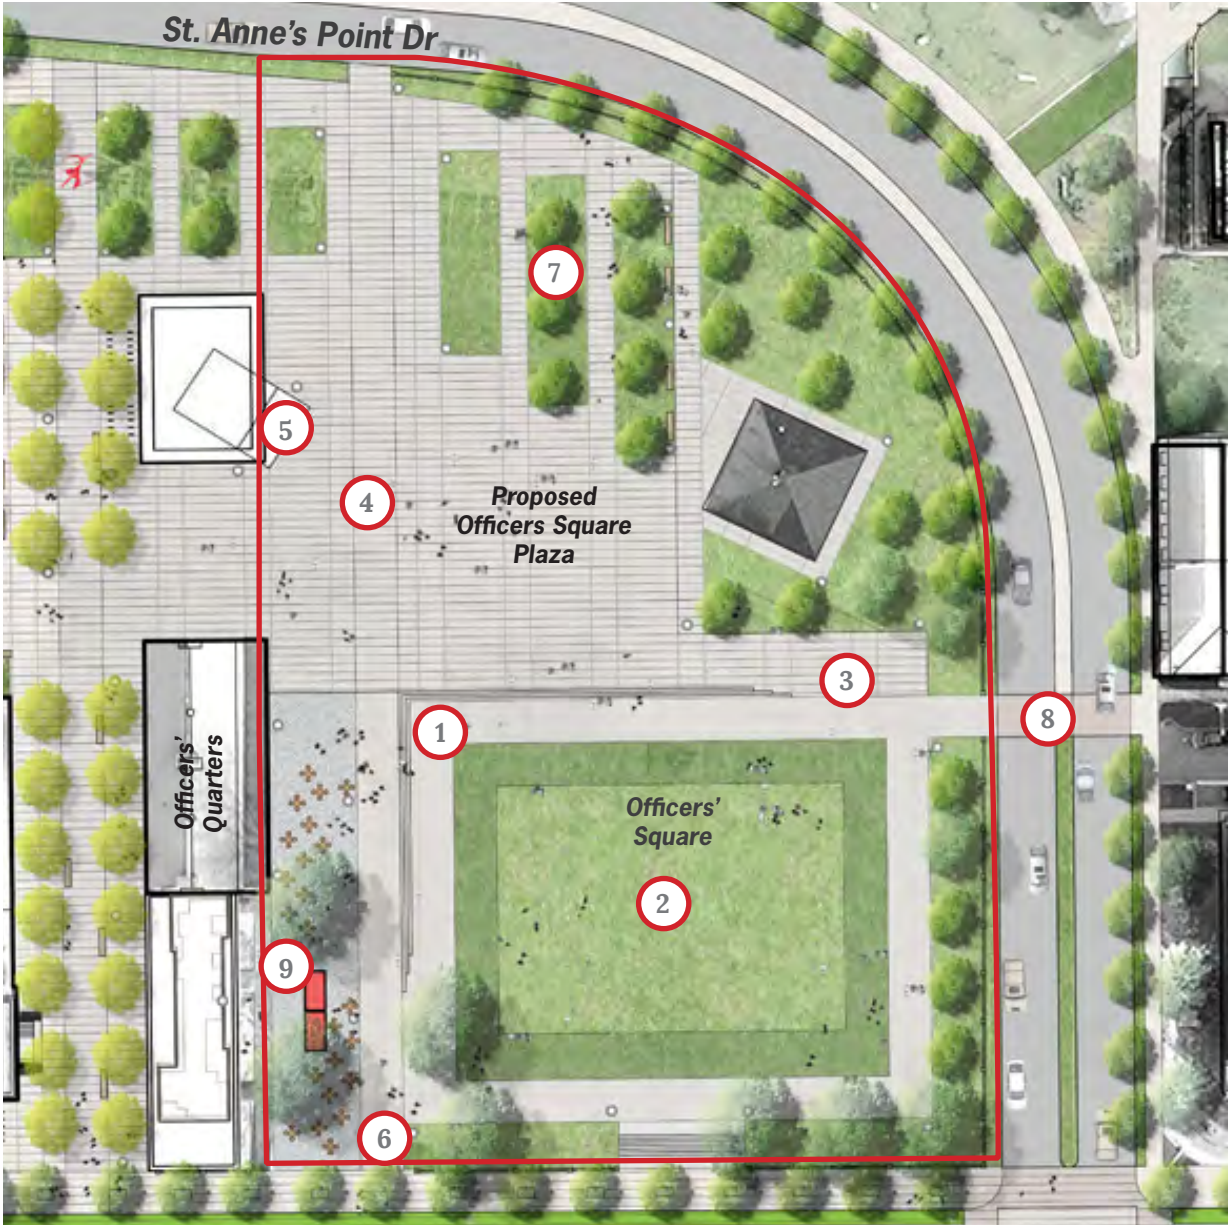 St. Anne's Point Dr
7
5
4
Proposed
Officers Square
Plaza
3
8
1
Officers'
Quarters
Officers'
Square
2
9
6